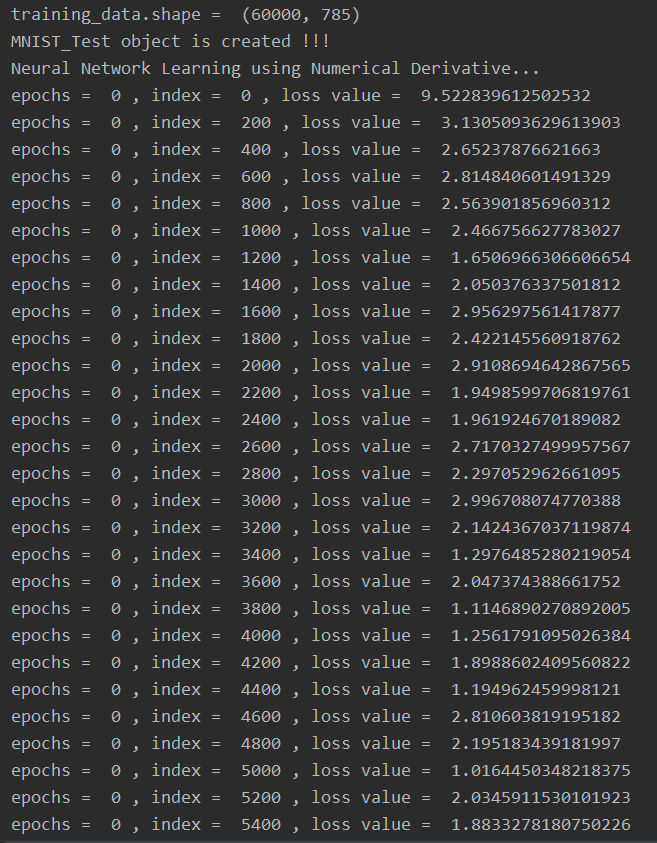 training_data.shape =  (60000, 785)
MNIST_Test object is created !!!
Neural Network Learning using Numerical Derivative...
epochs =  0 , index =  0 , loss value =  9.522839612502532
epochs =  0 , index =  200 , loss value =  3.1305093629613903
epochs =  0 , index =  400 , loss value =  2.65237876621663
epochs =  0 , index =  600 , loss value =  2.814840601491329
epochs =  0 , index =  800 , loss value =  2.563901856960312
epochs =  0 , index =  1000 , loss value =  2.466756627783027
epochs =  0 , index =  1200 , loss value =  1.6506966306606654
epochs =  0 , index =  1400 , loss value =  2.050376337501812
epochs =  0 , index =  1600 , loss value =  2.956297561417877
epochs =  0 , index =  1800 , loss value =  2.422145560918762
epochs =  0 , index =  2000 , loss value =  2.9108694642867565
epochs =  0 , index =  2200 , loss value =  1.9498599706819761
epochs =  0 , index =  2400 , loss value =  1.961924670189082
epochs =  0 , index =  2600 , loss value =  2.7170327499957567
epochs =  0 , index =  2800 , loss value =  2.297052962661095
epochs =  0 , index =  3000 , loss value =  2.996708074770388
epochs =  0 , index =  3200 , loss value =  2.1424367037119874
epochs =  0 , index =  3400 , loss value =  1.2976485280219054
epochs =  0 , index =  3600 , loss value =  2.047374388661752
epochs =  0 , index =  3800 , loss value =  1.1146890270892005
epochs =  0 , index =  4000 , loss value =  1.2561791095026384
epochs =  0 , index =  4200 , loss value =  1.8988602409560822
epochs =  0 , index =  4400 , loss value =  1.194962459998121
epochs =  0 , index =  4600 , loss value =  2.810603819195182
epochs =  0 , index =  4800 , loss value =  2.195183439181997
epochs =  0 , index =  5000 , loss value =  1.0164450348218375
epochs =  0 , index =  5200 , loss value =  2.0345911530101923
epochs =  0 , index =  5400 , loss value =  1.8833278180750226